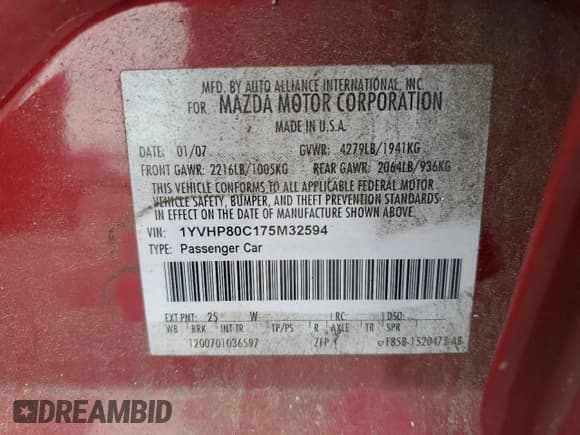 MFD. BY AUTO ALLIANCE INTERNATIONAL, INC.
FOR MAZDA MOTOR CORPORATION
MADE IN U.S.A.
DATE: 01/07 GVWR: 4279LB/1941KG
FRONT GAWR: 2216LB/1005KG REAR GAWR: 2064LB/936KG
THIS VEHICLE CONFORMS TO ALL APPLICABLE FEDERAL MOTOR
VEHICLE SAFETY, BUMPER, AND THEFT PREVENTION STANDARDS
IN EFFECT ON THE DATE OF MANUFACTURE SHOWN ABOVE.
VIN: 1YVHP80C175M32594
TYPE: Passenger Car
EXT PNT: 25 W RC: DSO:
WB BRK INT TR TP/PS R AXLE TR SPR
1200701036597 ZFP F85B-1520472-AB
DREAMBID